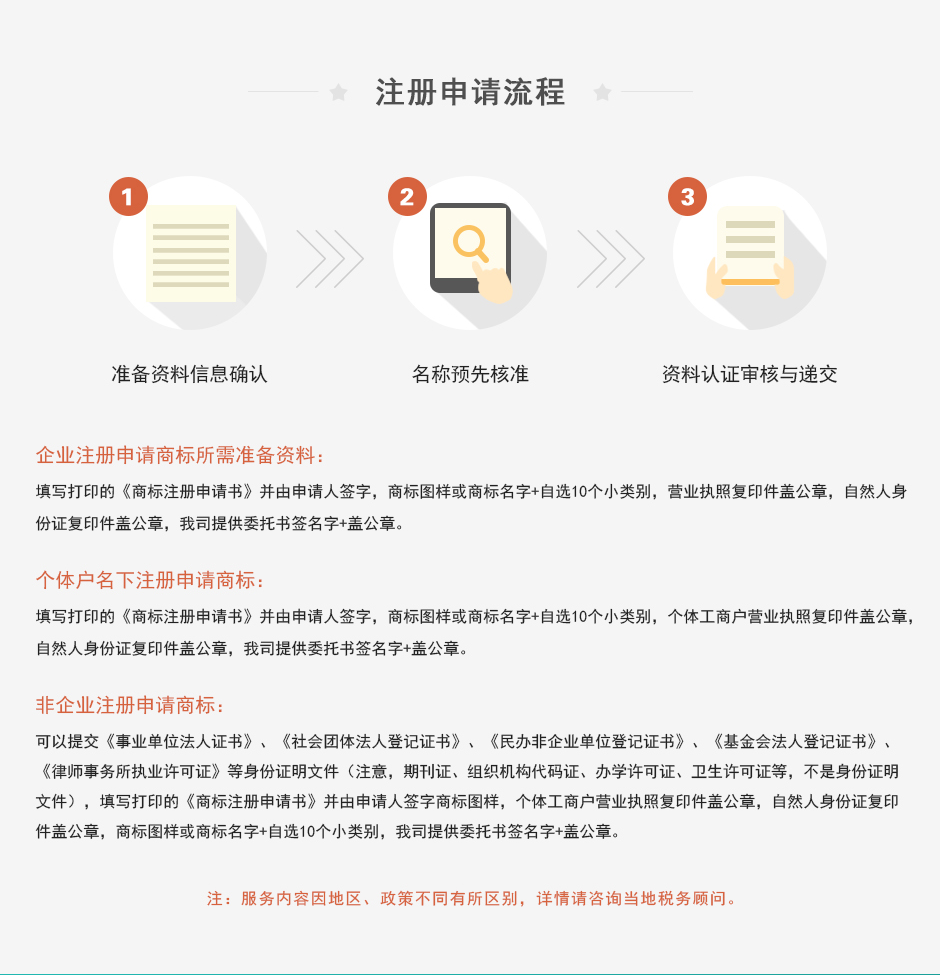 注册申请流程
1
2
3
准备资料信息确认
名称预先核准
资料认证审核与递交
企业注册申请商标所需准备资料：
填写打印的《商标注册申请书》并由申请人签字，商标图样或商标名字+自选10个小类别，营业执照复印件盖公章，自然人身
份证复印件盖公章，我司提供委托书签名字+盖公章。
个体户名下注册申请商标：
填写打印的《商标注册申请书》并由申请人签字，商标图样或商标名字+自选10个小类别，个体工商户营业执照复印件盖公章，
自然人身份证复印件盖公章，我司提供委托书签名字+盖公章。
非企业注册申请商标：
可以提交《事业单位法人证书》、《社会团体法人登记证书》、《民办非企业单位登记证书》、《基金会法人登记证书》、
《律师事务所执业许可证》等身份证明文件（注意，期刊证、组织机构代码证、办学许可证、卫生许可证等，不是身份证明
文件），填写打印的《商标注册申请书》并由申请人签字商标图样，个体工商户营业执照复印件盖公章，自然人身份证复印
件盖公章，商标图样或商标名字+自选10个小类别，我司提供委托书签名字+盖公章。
注：服务内容因地区、政策不同有所区别，详情请咨询当地税务顾问。